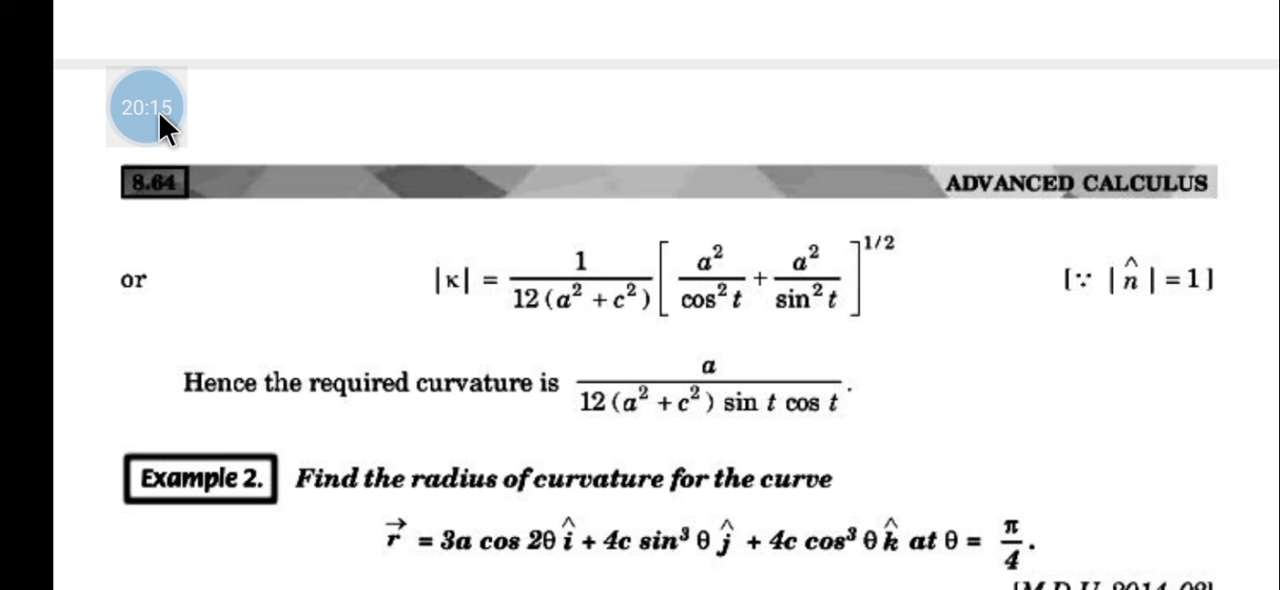 20:15
8.64 ADVANCED CALCULUS
or |κ| = 1/12(a² + c²) [a²/cos² t + a²/sin² t]^1/2 [∵ |n̂| = 1]
Hence the required curvature is a/12(a² + c²) sin t cos t.
Example 2. Find the radius of curvature for the curve
r⃗ = 3a cos 2θ î + 4c sin³ θ ĵ + 4c cos³ θ k̂ at θ = π/4.